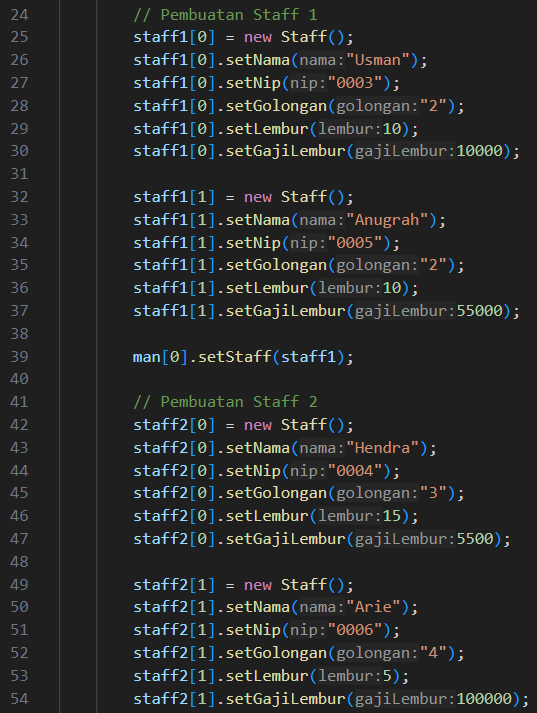 24 // Pembuatan Staff 1
25 staff1[0] = new Staff();
26 staff1[0].setNama(nama:"Usman");
27 staff1[0].setNip(nip:"0003");
28 staff1[0].setGolongan(golongan:"2");
29 staff1[0].setLembur(lembur:10);
30 staff1[0].setGajiLembur(gajiLembur:10000);
31
32 staff1[1] = new Staff();
33 staff1[1].setNama(nama:"Anugrah");
34 staff1[1].setNip(nip:"0005");
35 staff1[1].setGolongan(golongan:"2");
36 staff1[1].setLembur(lembur:10);
37 staff1[1].setGajiLembur(gajiLembur:55000);
38
39 man[0].setStaff(staff1);
40
41 // Pembuatan Staff 2
42 staff2[0] = new Staff();
43 staff2[0].setNama(nama:"Hendra");
44 staff2[0].setNip(nip:"0004");
45 staff2[0].setGolongan(golongan:"3");
46 staff2[0].setLembur(lembur:15);
47 staff2[0].setGajiLembur(gajiLembur:5500);
48
49 staff2[1] = new Staff();
50 staff2[1].setNama(nama:"Arie");
51 staff2[1].setNip(nip:"0006");
52 staff2[1].setGolongan(golongan:"4");
53 staff2[1].setLembur(lembur:5);
54 staff2[1].setGajiLembur(gajiLembur:100000);